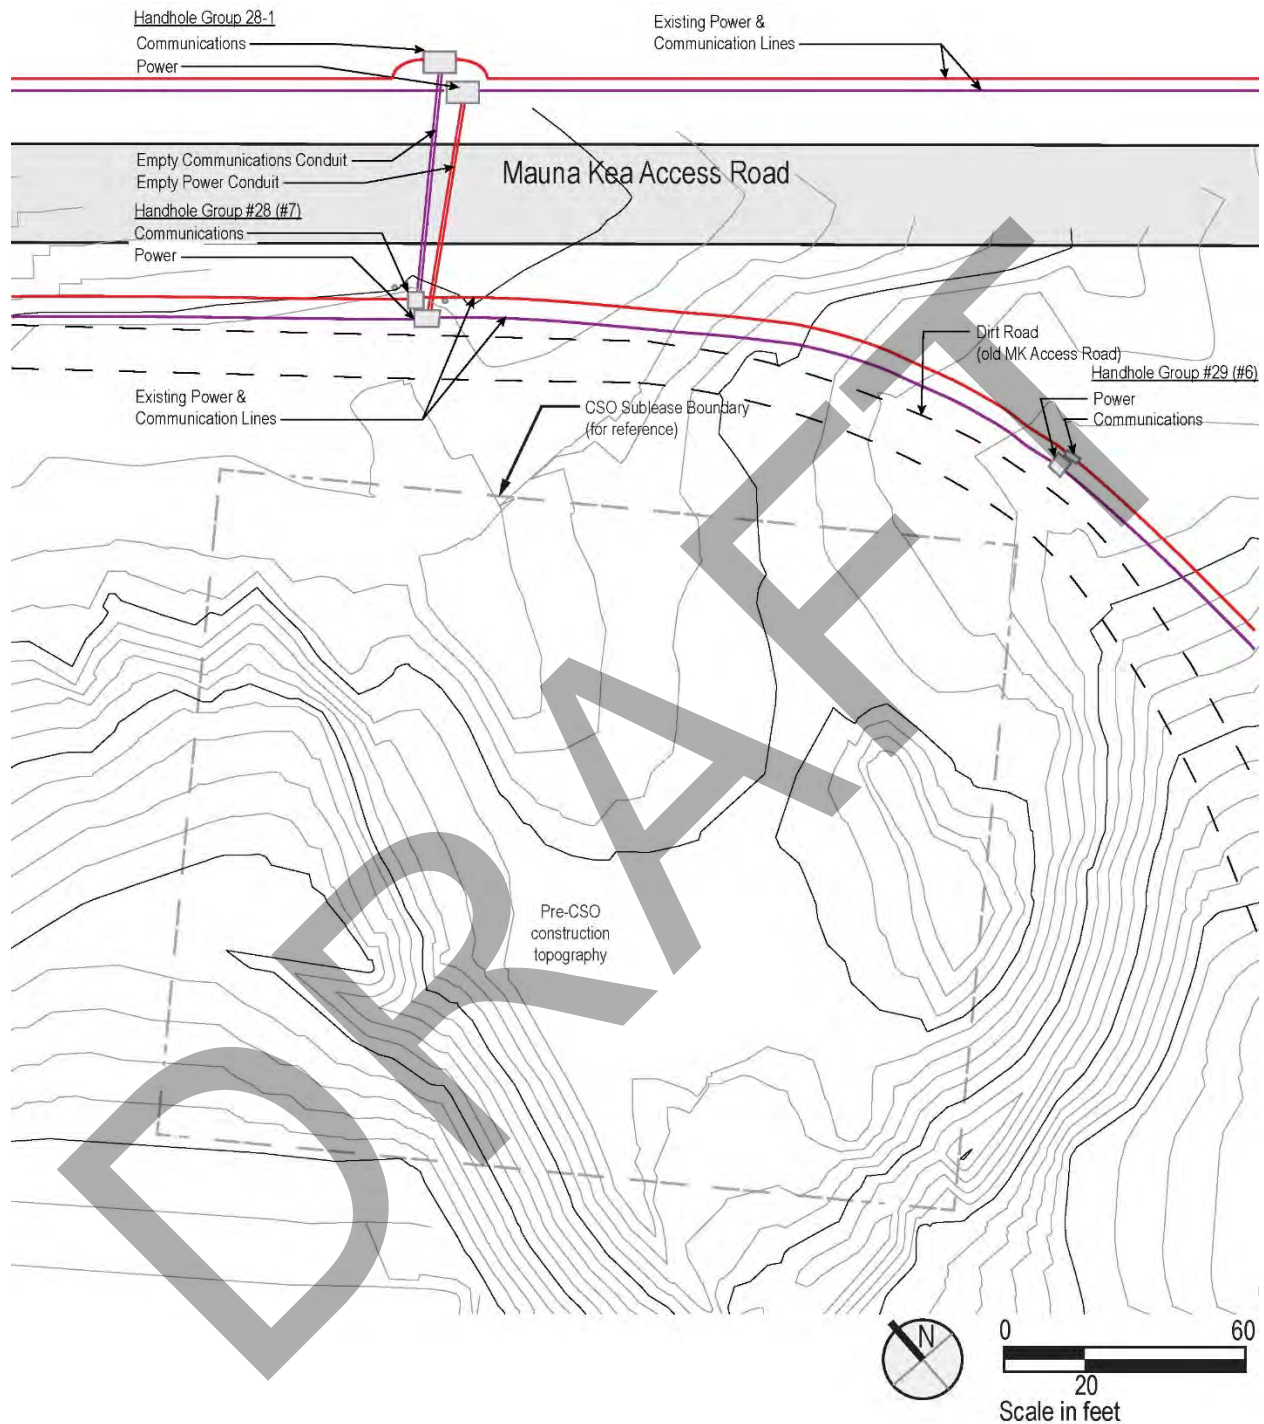 Handhole Group 28-1
Communications
Power
Existing Power &
Communication Lines
Empty Communications Conduit
Empty Power Conduit
Mauna Kea Access Road
Handhole Group #28 (#7)
Communications
Power
Dirt Road
(old MK Access Road)
Handhole Group #29 (#6)
Power
Communications
Existing Power &
Communication Lines
CSO Sublease Boundary
(for reference)
Pre-CSO
construction
topography
DRAFT
N
0 60
20
Scale in feet